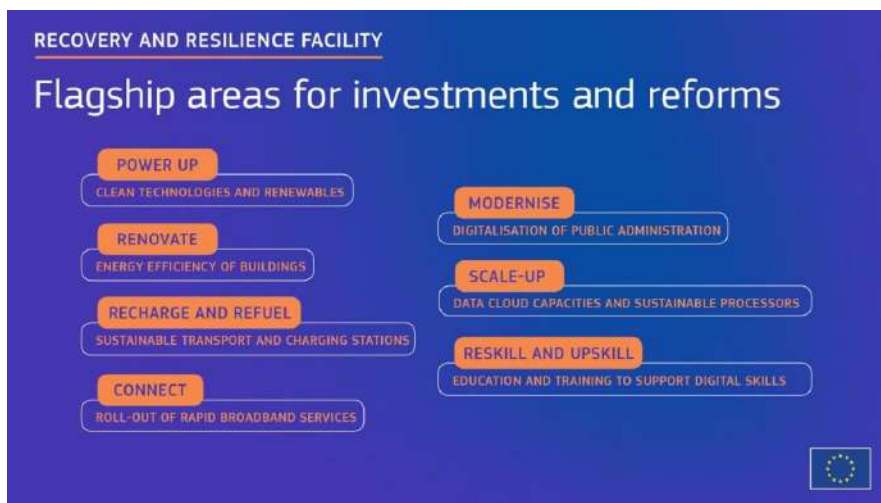 RECOVERY AND RESILIENCE FACILITY
Flagship areas for investments and reforms
POWER UP
CLEAN TECHNOLOGIES AND RENEWABLES
RENOVATE
ENERGY EFFICIENCY OF BUILDINGS
RECHARGE AND REFUEL
SUSTAINABLE TRANSPORT AND CHARGING STATIONS
CONNECT
ROLL-OUT OF RAPID BROADBAND SERVICES
MODERNISE
DIGITALISATION OF PUBLIC ADMINISTRATION
SCALE-UP
DATA CLOUD CAPACITIES AND SUSTAINABLE PROCESSORS
RESKILL AND UPSKILL
EDUCATION AND TRAINING TO SUPPORT DIGITAL SKILLS